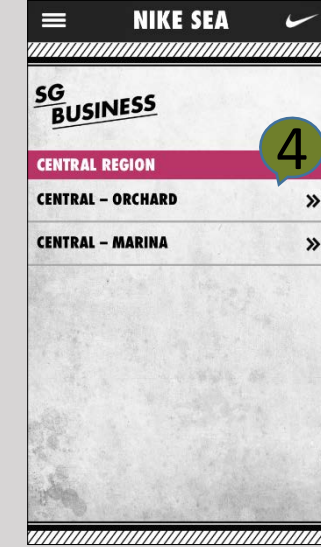 NIKE SEA
SG
BUSINESS
4
CENTRAL REGION
CENTRAL – ORCHARD »
CENTRAL – MARINA »